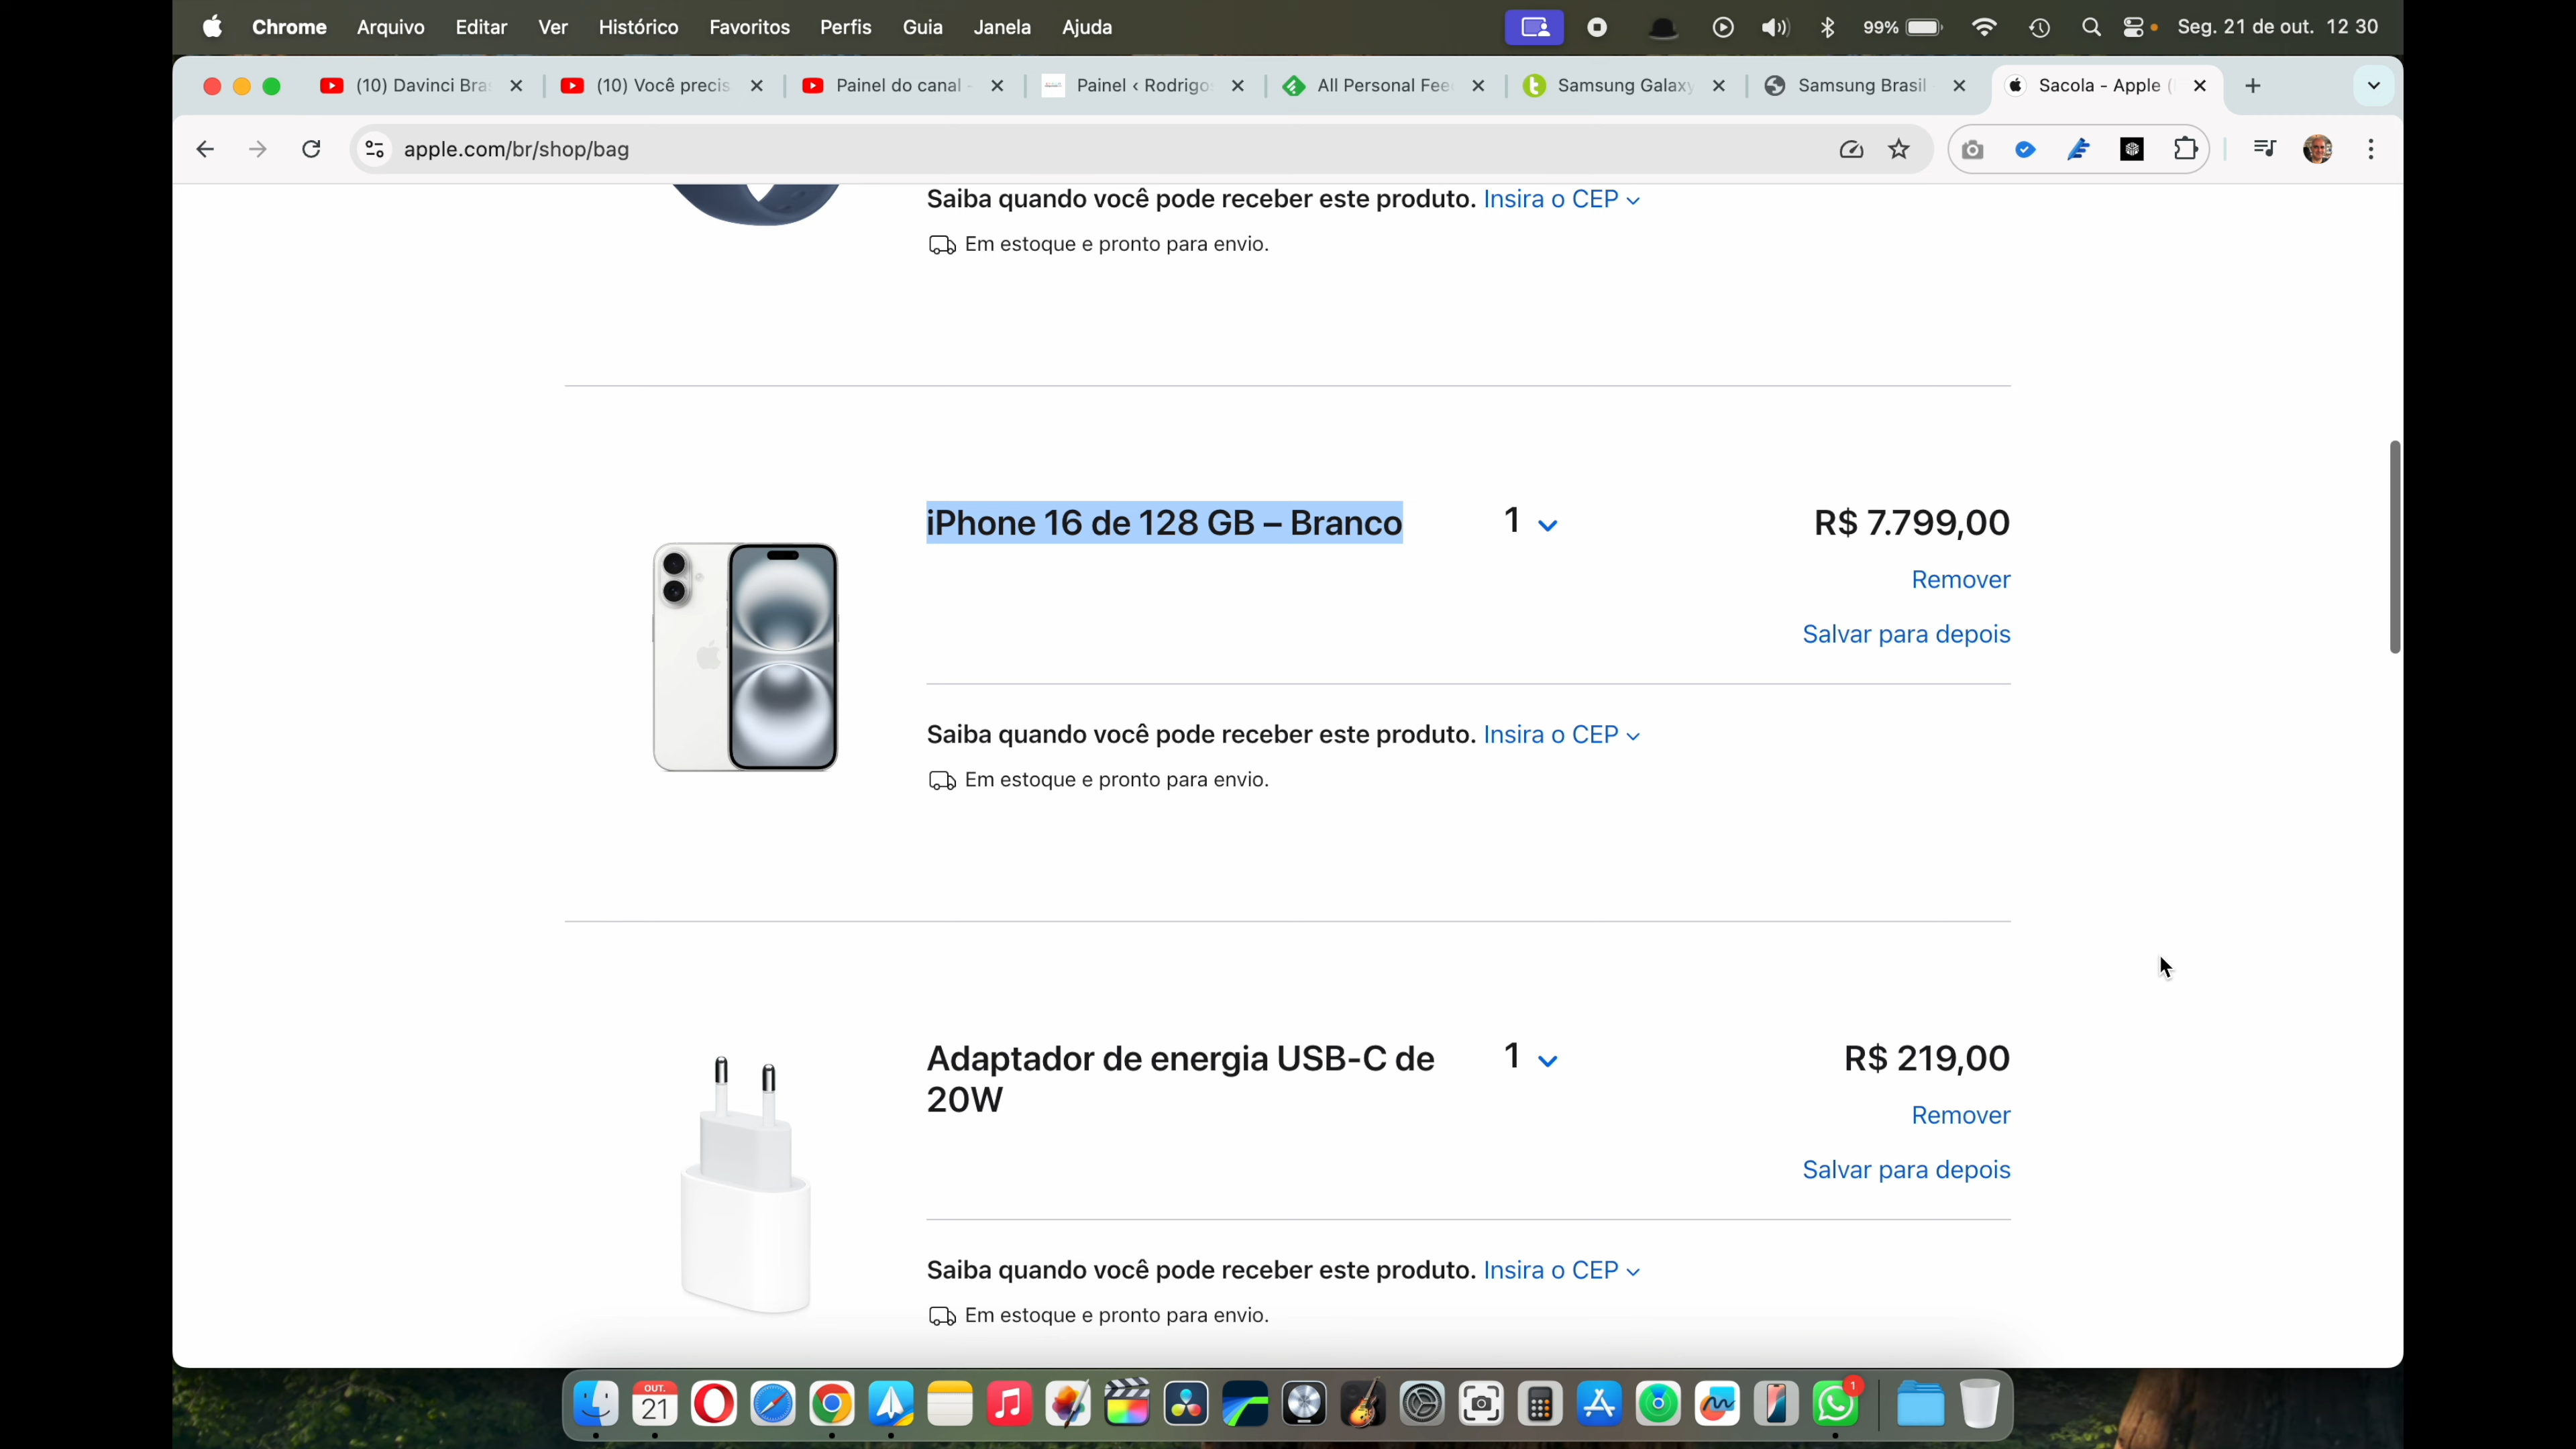 Chrome Arquivo Editar Ver Histórico Favoritos Perfis Guia Janela Ajuda 99% Seg. 21 de out. 12 30
(10) Davinci Bra (10) Você precis Painel do canal - Painel ‹ Rodrigo All Personal Fee Samsung Galaxy Samsung Brasil Sacola - Apple (
apple.com/br/shop/bag
Saiba quando você pode receber este produto. Insira o CEP
Em estoque e pronto para envio.
iPhone 16 de 128 GB – Branco 1 R$ 7.799,00
Remover
Salvar para depois
Saiba quando você pode receber este produto. Insira o CEP
Em estoque e pronto para envio.
Adaptador de energia USB-C de 1 R$ 219,00
20W
Remover
Salvar para depois
Saiba quando você pode receber este produto. Insira o CEP
Em estoque e pronto para envio.
OUT.
21
1